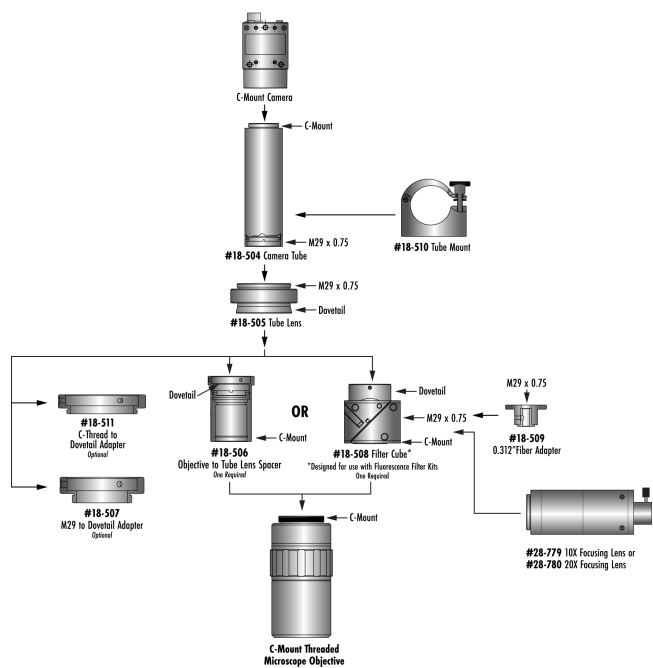 C-Mount Camera
C-Mount
M29 x 0.75
#18-504 Camera Tube
#18-510 Tube Mount
M29 x 0.75
Dovetail
#18-505 Tube Lens
#18-511
C-Thread to
Dovetail Adapter
Optional
#18-507
M29 to Dovetail Adapter
Optional
Dovetail
C-Mount
#18-506
Objective to Tube Lens Spacer
One Required
OR
Dovetail
M29 x 0.75
C-Mount
#18-508 Filter Cube*
*Designed for use with Fluorescence Filter Kits
One Required
M29 x 0.75
#18-509
0.312"Fiber Adapter
#28-779 10X Focusing Lens or
#28-780 20X Focusing Lens
C-Mount
C-Mount Threaded
Microscope Objective